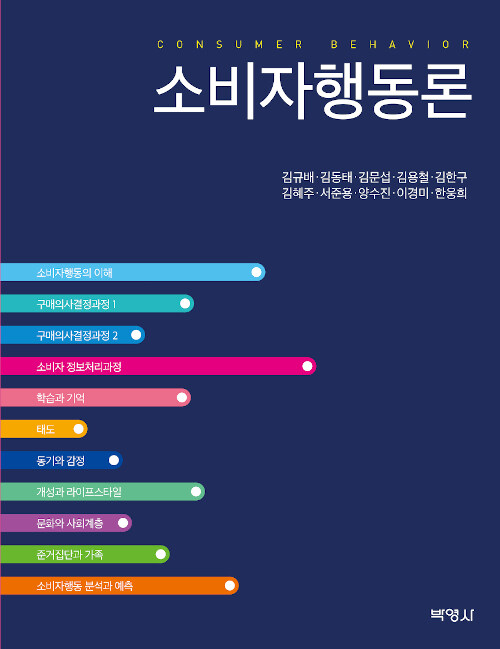 CONSUMER BEHAVIOR
소비자행동론
김규배·김동태·김문섭·김용철·김한구
김혜주·서준용·양수진·이경미·한웅희
소비자행동의 이해
구매의사결정과정 1
구매의사결정과정 2
소비자 정보처리과정
학습과 기억
태도
동기와 감정
개성과 라이프스타일
문화와 사회계층
준거집단과 가족
소비자행동 분석과 예측
박영사